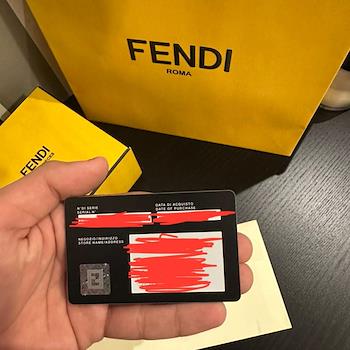 FENDI
ROMA
FENDI
N°DI SERIE
SERIAL N°
DATA DI ACQUISTO
DATE OF PURCHASE
NEGOZIO/INDIRIZZO
STORE NAME/ADDRESS